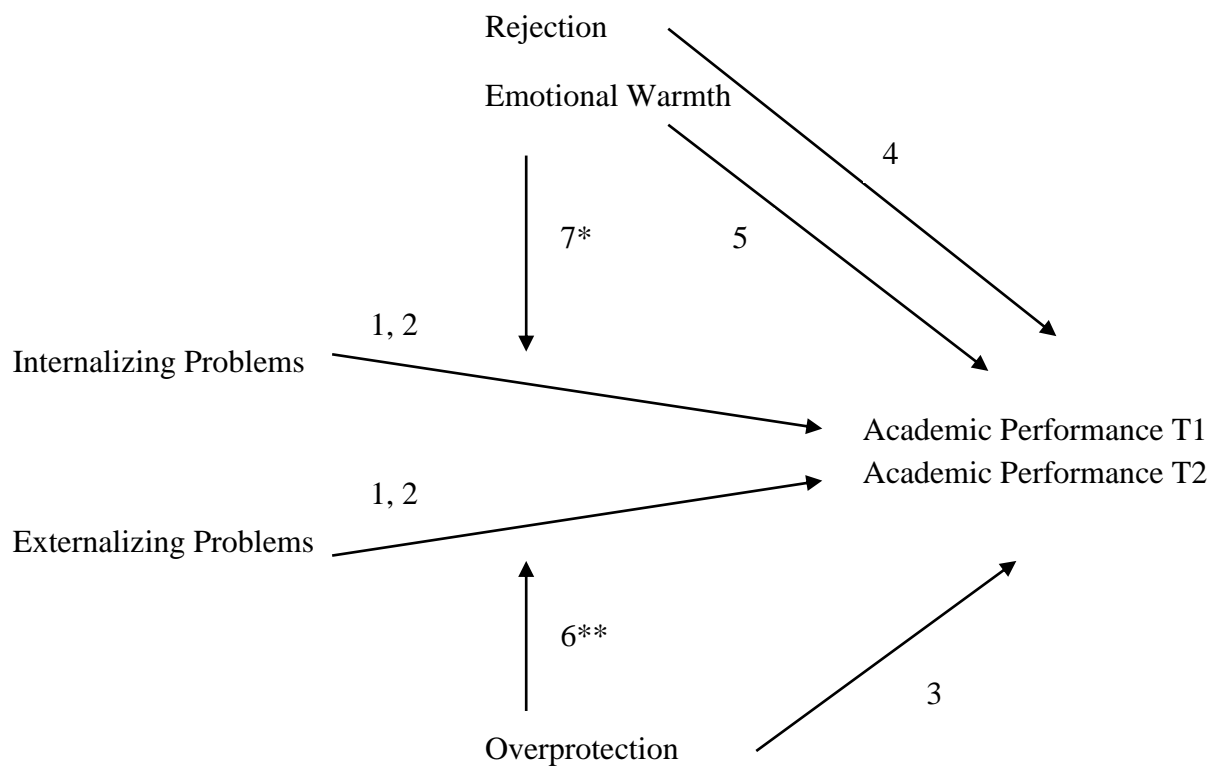 Rejection
Emotional Warmth
4
7*
5
1, 2
Internalizing Problems
Academic Performance T1
Academic Performance T2
1, 2
Externalizing Problems
6**
3
Overprotection